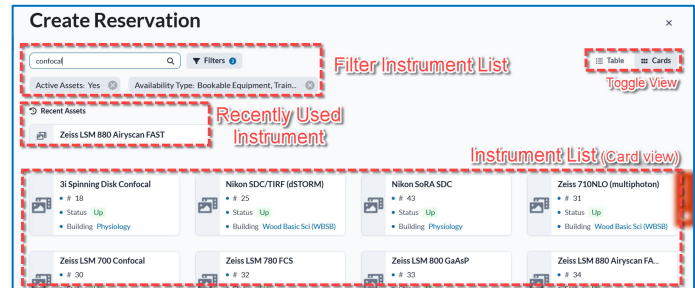 Create Reservation
×
confocal
Filters 2
Filter Instrument List
Table
Cards
Toggle View
Active Assets: Yes
Availability Type: Bookable Equipment, Train...
Recent Assets
Recently Used
Instrument
Zeiss LSM 880 Airyscan FAST
Instrument List (Card view)
3i Spinning Disk Confocal
# 18
Status Up
Building Physiology
Nikon SDC/TIRF (dSTORM)
# 25
Status Up
Building Wood Basic Sci (WBSB)
Nikon SoRA SDC
# 43
Status Up
Building Physiology
Zeiss 710NLO (multiphoton)
# 31
Status Up
Building Wood Basic Sci (WBSB)
Zeiss LSM 700 Confocal
# 30
Zeiss LSM 780 FCS
# 32
Zeiss LSM 800 GaAsP
# 33
Zeiss LSM 880 Airyscan FA...
# 34